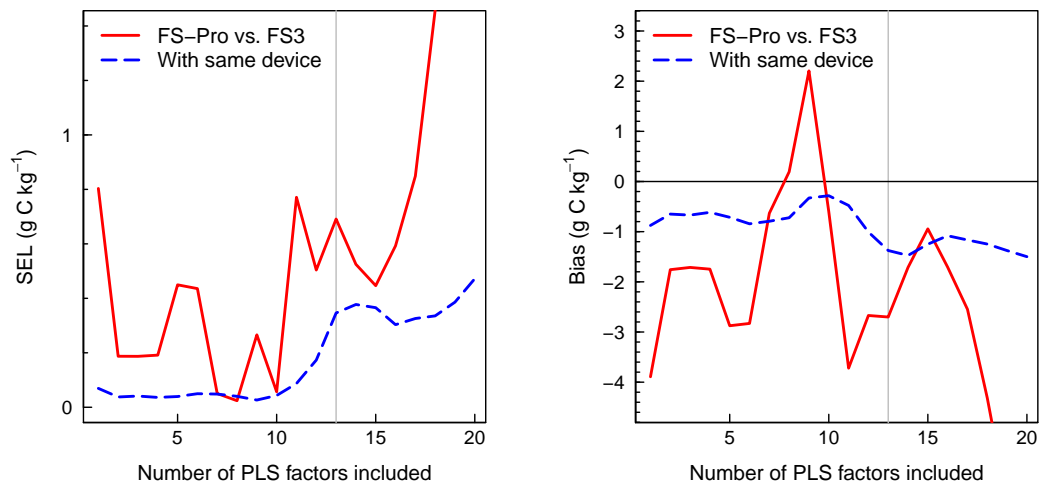 FS−Pro vs. FS3
With same device
SEL (g C kg⁻¹)
1
0
5 10 15 20
Number of PLS factors included
FS−Pro vs. FS3
With same device
Bias (g C kg⁻¹)
3
2
1
0
−1
−2
−3
−4
5 10 15 20
Number of PLS factors included